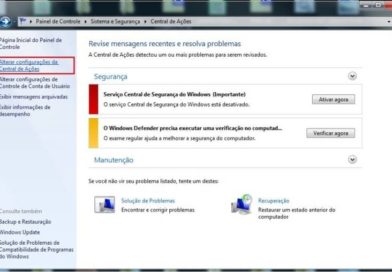 Painel de Controle ▸ Sistema e Segurança ▸ Central de Ações
Página Inicial do Painel de
Controle
Alterar configurações da
Central de Ações
Alterar configurações de
Controle de Conta de Usuário
Exibir mensagens arquivadas
Exibir informações de
desempenho
Revise mensagens recentes e resolva problemas
A Central de Ações detectou um ou mais problemas para serem revisados.
Segurança
Serviço Central de Segurança do Windows (Importante)
O serviço Central de Segurança do Windows está desativado.
Ativar agora
O Windows Defender precisa executar uma verificação no computad...
O exame regular ajuda a melhorar a segurança do computador.
Verificar agora
Manutenção
Se você não vir seu problema listado, tente um destes:
Solução de Problemas
Encontrar e corrigir problemas
Recuperação
Restaurar um estado anterior do
computador
Consulte também
Backup e Restauração
Windows Update
Solução de Problemas de
Compatibilidade de Programas
do Windows